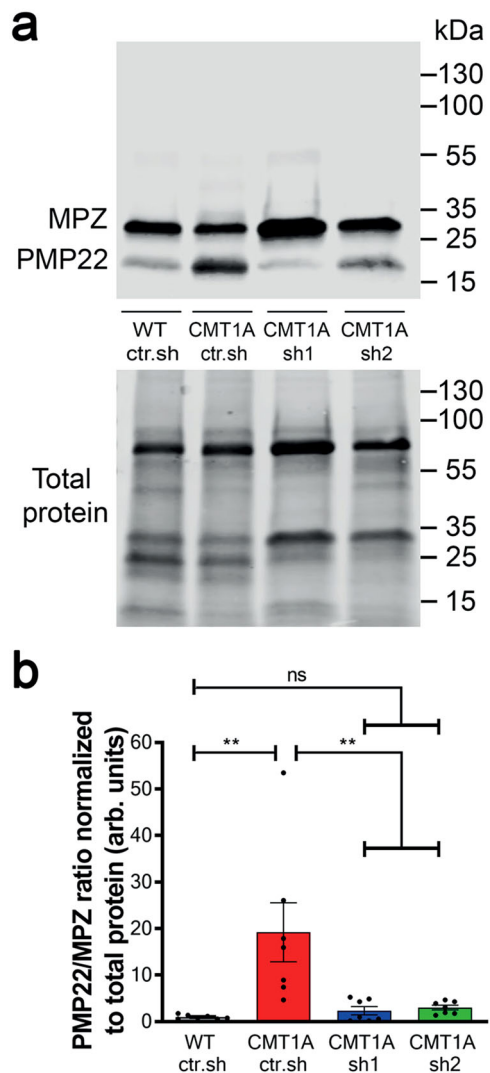 a
kDa
130
100
55
MPZ
35
25
PMP22
15
WT CMT1A CMT1A CMT1A
ctr.sh ctr.sh sh1 sh2
130
100
55
Total
protein
35
25
15
b
ns
** **
PMP22/MPZ ratio normalized
to total protein (arb. units)
60
50
40
30
20
10
0
WT CMT1A CMT1A CMT1A
ctr.sh ctr.sh sh1 sh2